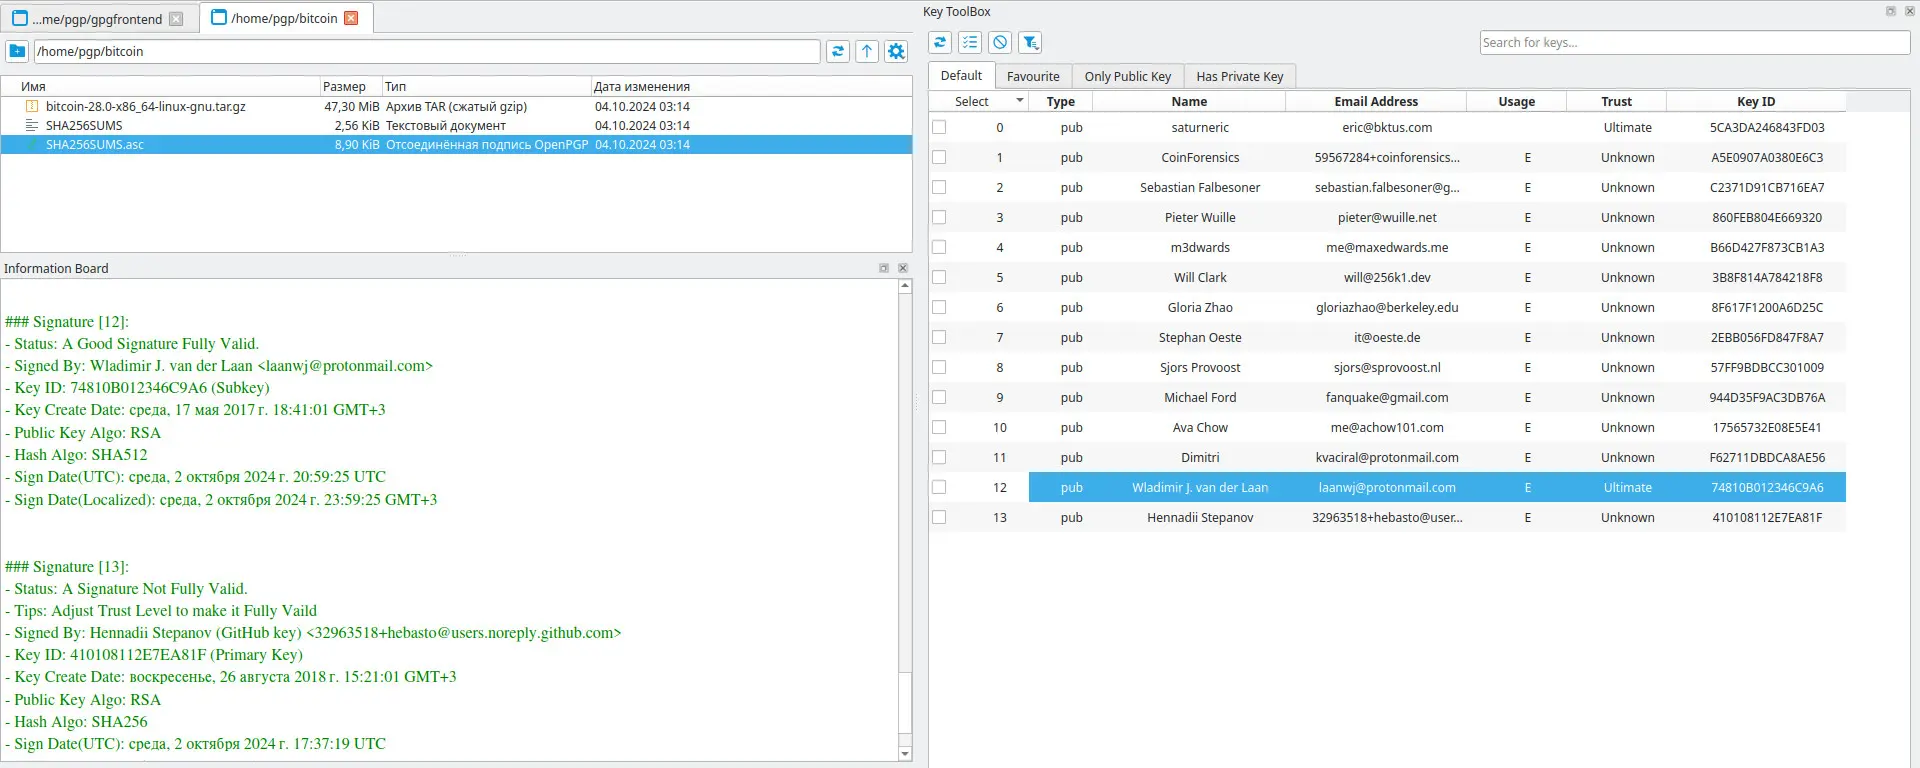 ...me/pgp/gpgfrontend
/home/pgp/bitcoin
/home/pgp/bitcoin
Имя Размер Тип Дата изменения
bitcoin-28.0-x86_64-linux-gnu.tar.gz 47,30 MiB Архив TAR (сжатый gzip) 04.10.2024 03:14
SHA256SUMS 2,56 KiB Текстовый документ 04.10.2024 03:14
SHA256SUMS.asc 8,90 KiB Отсоединённая подпись OpenPGP 04.10.2024 03:14
Information Board
### Signature [12]:
- Status: A Good Signature Fully Valid.
- Signed By: Wladimir J. van der Laan <laanwj@protonmail.com>
- Key ID: 74810B012346C9A6 (Subkey)
- Key Create Date: среда, 17 мая 2017 г. 18:41:01 GMT+3
- Public Key Algo: RSA
- Hash Algo: SHA512
- Sign Date(UTC): среда, 2 октября 2024 г. 20:59:25 UTC
- Sign Date(Localized): среда, 2 октября 2024 г. 23:59:25 GMT+3
### Signature [13]:
- Status: A Signature Not Fully Valid.
- Tips: Adjust Trust Level to make it Fully Vaild
- Signed By: Hennadii Stepanov (GitHub key) <32963518+hebasto@users.noreply.github.com>
- Key ID: 410108112E7EA81F (Primary Key)
- Key Create Date: воскресенье, 26 августа 2018 г. 15:21:01 GMT+3
- Public Key Algo: RSA
- Hash Algo: SHA256
- Sign Date(UTC): среда, 2 октября 2024 г. 17:37:19 UTC
Key ToolBox
Search for keys...
Default Favourite Only Public Key Has Private Key
Select Type Name Email Address Usage Trust Key ID
0 pub saturneric eric@bktus.com Ultimate 5CA3DA246843FD03
1 pub CoinForensics 59567284+coinforensics... E Unknown A5E0907A0380E6C3
2 pub Sebastian Falbesoner sebastian.falbesoner@g... E Unknown C2371D91CB716EA7
3 pub Pieter Wuille pieter@wuille.net E Unknown 860FEB804E669320
4 pub m3dwards me@maxedwards.me E Unknown B66D427F873CB1A3
5 pub Will Clark will@256k1.dev E Unknown 3B8F814A784218F8
6 pub Gloria Zhao gloriazhao@berkeley.edu E Unknown 8F617F1200A6D25C
7 pub Stephan Oeste it@oeste.de E Unknown 2EBB056FD847F8A7
8 pub Sjors Provoost sjors@sprovoost.nl E Unknown 57FF9BDBCC301009
9 pub Michael Ford fanquake@gmail.com E Unknown 944D35F9AC3DB76A
10 pub Ava Chow me@achow101.com E Unknown 17565732E08E5E41
11 pub Dimitri kvaciral@protonmail.com E Unknown F62711DBDCA8AE56
12 pub Wladimir J. van der Laan laanwj@protonmail.com E Ultimate 74810B012346C9A6
13 pub Hennadii Stepanov 32963518+hebasto@user... E Unknown 410108112E7EA81F